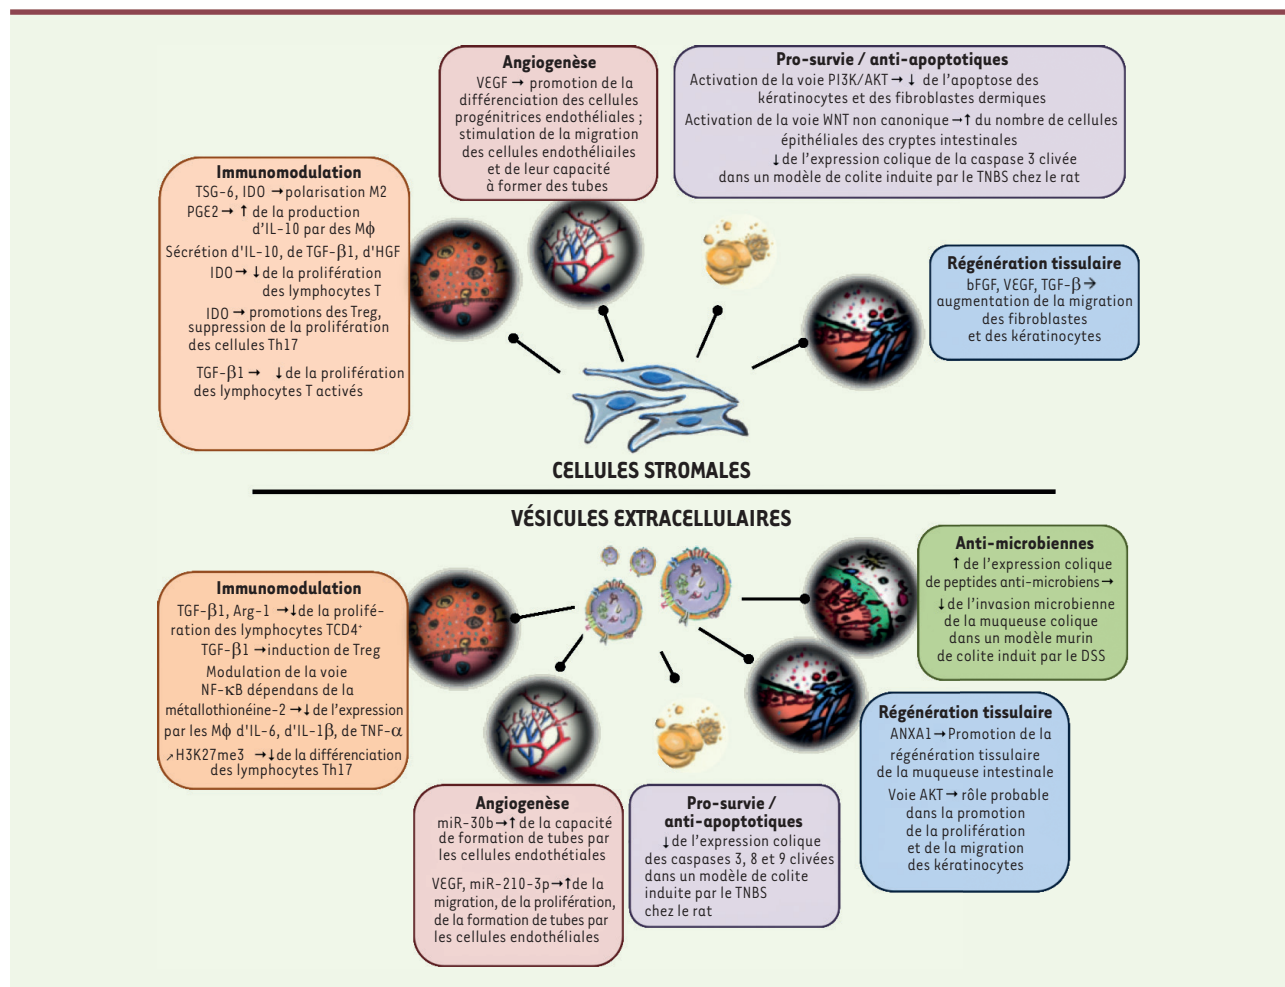 Angiogenèse
VEGF → promotion de la
différenciation des cellules
progénitrices endothéliales ;
stimulation de la migration
des cellules endothéliailes
et de leur capacité
à former des tubes
Pro-survie / anti-apoptotiques
Activation de la voie PI3K/AKT → ↓ de l'apoptose des
kératinocytes et des fibroblastes dermiques
Activation de la voie WNT non canonique → ↑ du nombre de cellules
épithéliales des cryptes intestinales
↓ de l'expression colique de la caspase 3 clivée
dans un modèle de colite induite par le TNBS chez le rat
Immunomodulation
TSG-6, IDO → polarisation M2
PGE2 → ↑ de la production
d'IL-10 par des Mϕ
Sécrétion d'IL-10, de TGF-β1, d'HGF
IDO → ↓ de la prolifération
des lymphocytes T
IDO → promotions des Treg,
suppression de la prolifération
des cellules Th17
TGF-β1 → ↓ de la prolifération
des lymphocytes T activés
Régénération tissulaire
bFGF, VEGF, TGF-β →
augmentation de la migration
des fibroblastes
et des kératinocytes
CELLULES STROMALES
VÉSICULES EXTRACELLULAIRES
Anti-microbiennes
↑ de l'expression colique
de peptides anti-microbiens →
↓ de l'invasion microbienne
de la muqueuse colique
dans un modèle murin
de colite induit par le DSS
Immunomodulation
TGF-β1, Arg-1 → ↓ de la prolifé-
ration des lymphocytes TCD4⁺
TGF-β1 → induction de Treg
Modulation de la voie
NF-κB dépendans de la
métallothionéine-2 → ↓ de l'expression
par les Mϕ d'IL-6, d'IL-1β, de TNF-α
↗ H3K27me3 → ↓ de la différenciation
des lymphocytes Th17
Régénération tissulaire
ANXA1 → Promotion de la
régénération tissulaire
de la muqueuse intestinale
Voie AKT → rôle probable
dans la promotion
de la prolifération
et de la migration
des kératinocytes
Angiogenèse
miR-30b → ↑ de la capacité
de formation de tubes par
les cellules endothétiales
VEGF, miR-210-3p → ↑ de la
migration, de la prolifération,
de la formation de tubes par
les cellules endothéliales
Pro-survie /
anti-apoptotiques
↓ de l'expression colique
des caspases 3, 8 et 9 clivées
dans un modèle de colite
induite par le TNBS
chez le rat